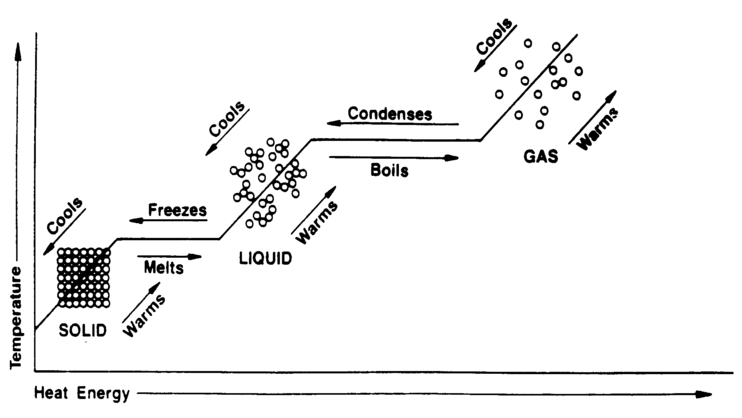 Cools
Warms
GAS
Condenses
Boils
Cools
Warms
LIQUID
Freezes
Melts
Cools
Warms
SOLID
Temperature
Heat Energy